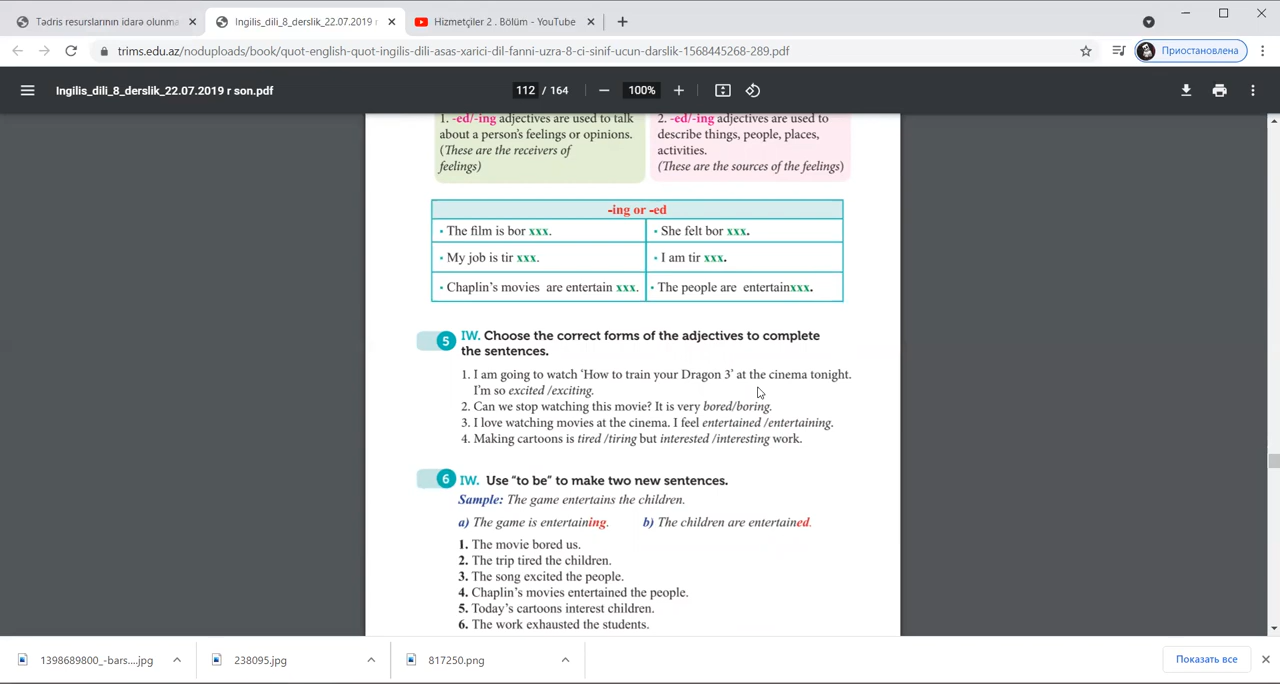 Tədris resurslarının idarə olunma
Ingilis_dili_8_derslik_22.07.2019 r
Hizmetçiler 2 . Bölüm - YouTube
trims.edu.az/noduploads/book/quot-english-quot-ingilis-dili-asas-xarici-dil-fanni-uzra-8-ci-sinif-ucun-darslik-1568445268-289.pdf
Приостановлена
Ingilis_dili_8_derslik_22.07.2019 r son.pdf
112 / 164
100%
1. -ed/-ing adjectives are used to talk
about a person's feelings or opinions.
(These are the receivers of
feelings)
2. -ed/-ing adjectives are used to
describe things, people, places,
activities.
(These are the sources of the feelings)
-ing or -ed
• The film is bor xxx.
• She felt bor xxx.
• My job is tir xxx.
• I am tir xxx.
• Chaplin's movies are entertain xxx.
• The people are entertainxxx.
5 IW. Choose the correct forms of the adjectives to complete
the sentences.
1. I am going to watch 'How to train your Dragon 3' at the cinema tonight.
I'm so excited /exciting.
2. Can we stop watching this movie? It is very bored/boring.
3. I love watching movies at the cinema. I feel entertained /entertaining.
4. Making cartoons is tired /tiring but interested /interesting work.
6 IW. Use "to be" to make two new sentences.
Sample: The game entertains the children.
a) The game is entertaining. b) The children are entertained.
1. The movie bored us.
2. The trip tired the children.
3. The song excited the people.
4. Chaplin's movies entertained the people.
5. Today's cartoons interest children.
6. The work exhausted the students.
1398689800_-bars....jpg
238095.jpg
817250.png
Показать все